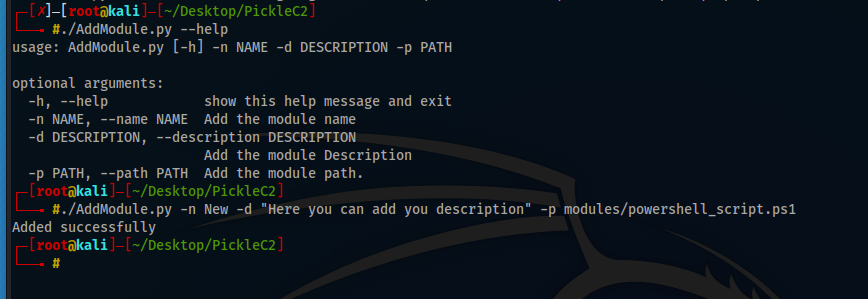 ┌─[✗]─[root@kali]─[~/Desktop/PickleC2]
└──╼ #./AddModule.py --help
usage: AddModule.py [-h] -n NAME -d DESCRIPTION -p PATH
optional arguments:
-h, --help show this help message and exit
-n NAME, --name NAME Add the module name
-d DESCRIPTION, --description DESCRIPTION
Add the module Description
-p PATH, --path PATH Add the module path.
┌─[root@kali]─[~/Desktop/PickleC2]
└──╼ #./AddModule.py -n New -d "Here you can add you description" -p modules/powershell_script.ps1
Added successfully
┌─[root@kali]─[~/Desktop/PickleC2]
└──╼ #